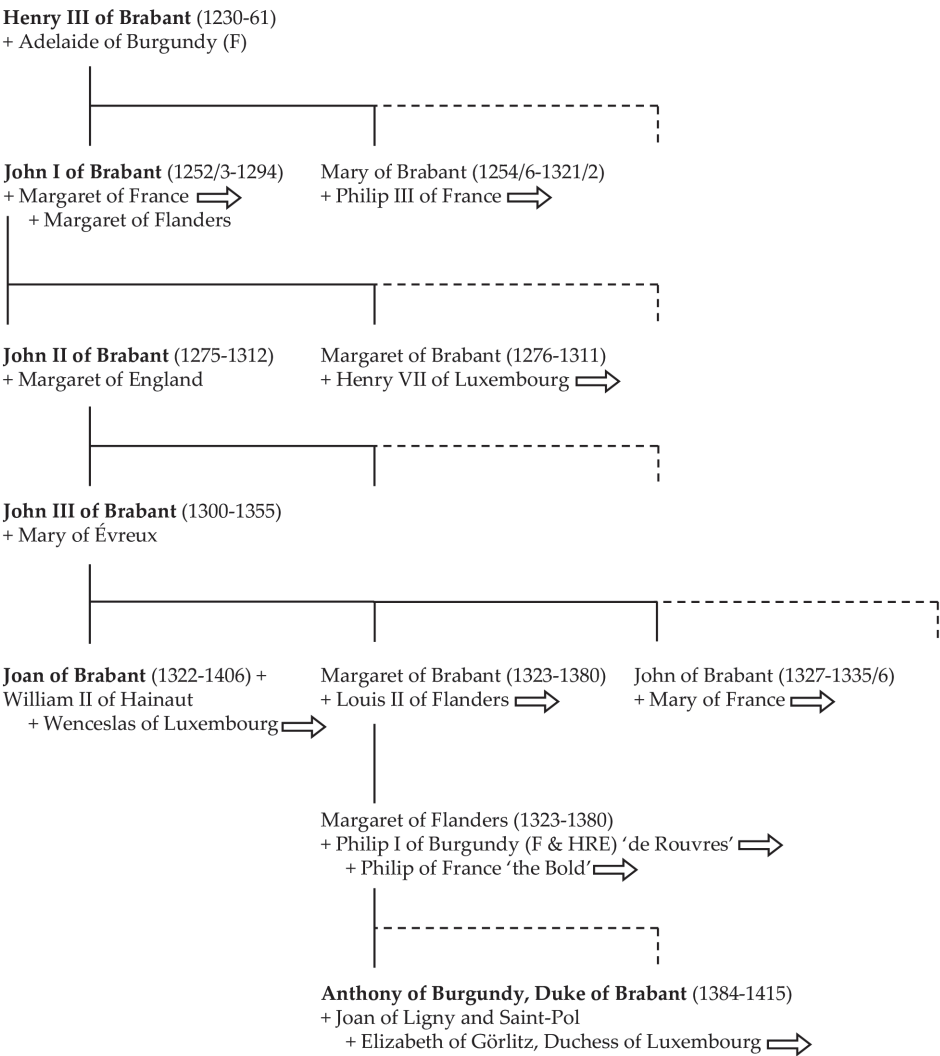 Henry III of Brabant (1230-61)
+ Adelaide of Burgundy (F)
John I of Brabant (1252/3-1294)
+ Margaret of France
+ Margaret of Flanders
Mary of Brabant (1254/6-1321/2)
+ Philip III of France
John II of Brabant (1275-1312)
+ Margaret of England
Margaret of Brabant (1276-1311)
+ Henry VII of Luxembourg
John III of Brabant (1300-1355)
+ Mary of Évreux
Joan of Brabant (1322-1406) +
William II of Hainaut
+ Wenceslas of Luxembourg
Margaret of Brabant (1323-1380)
+ Louis II of Flanders
John of Brabant (1327-1335/6)
+ Mary of France
Margaret of Flanders (1323-1380)
+ Philip I of Burgundy (F & HRE) ‘de Rouvres’
+ Philip of France ‘the Bold’
Anthony of Burgundy, Duke of Brabant (1384-1415)
+ Joan of Ligny and Saint-Pol
+ Elizabeth of Görlitz, Duchess of Luxembourg